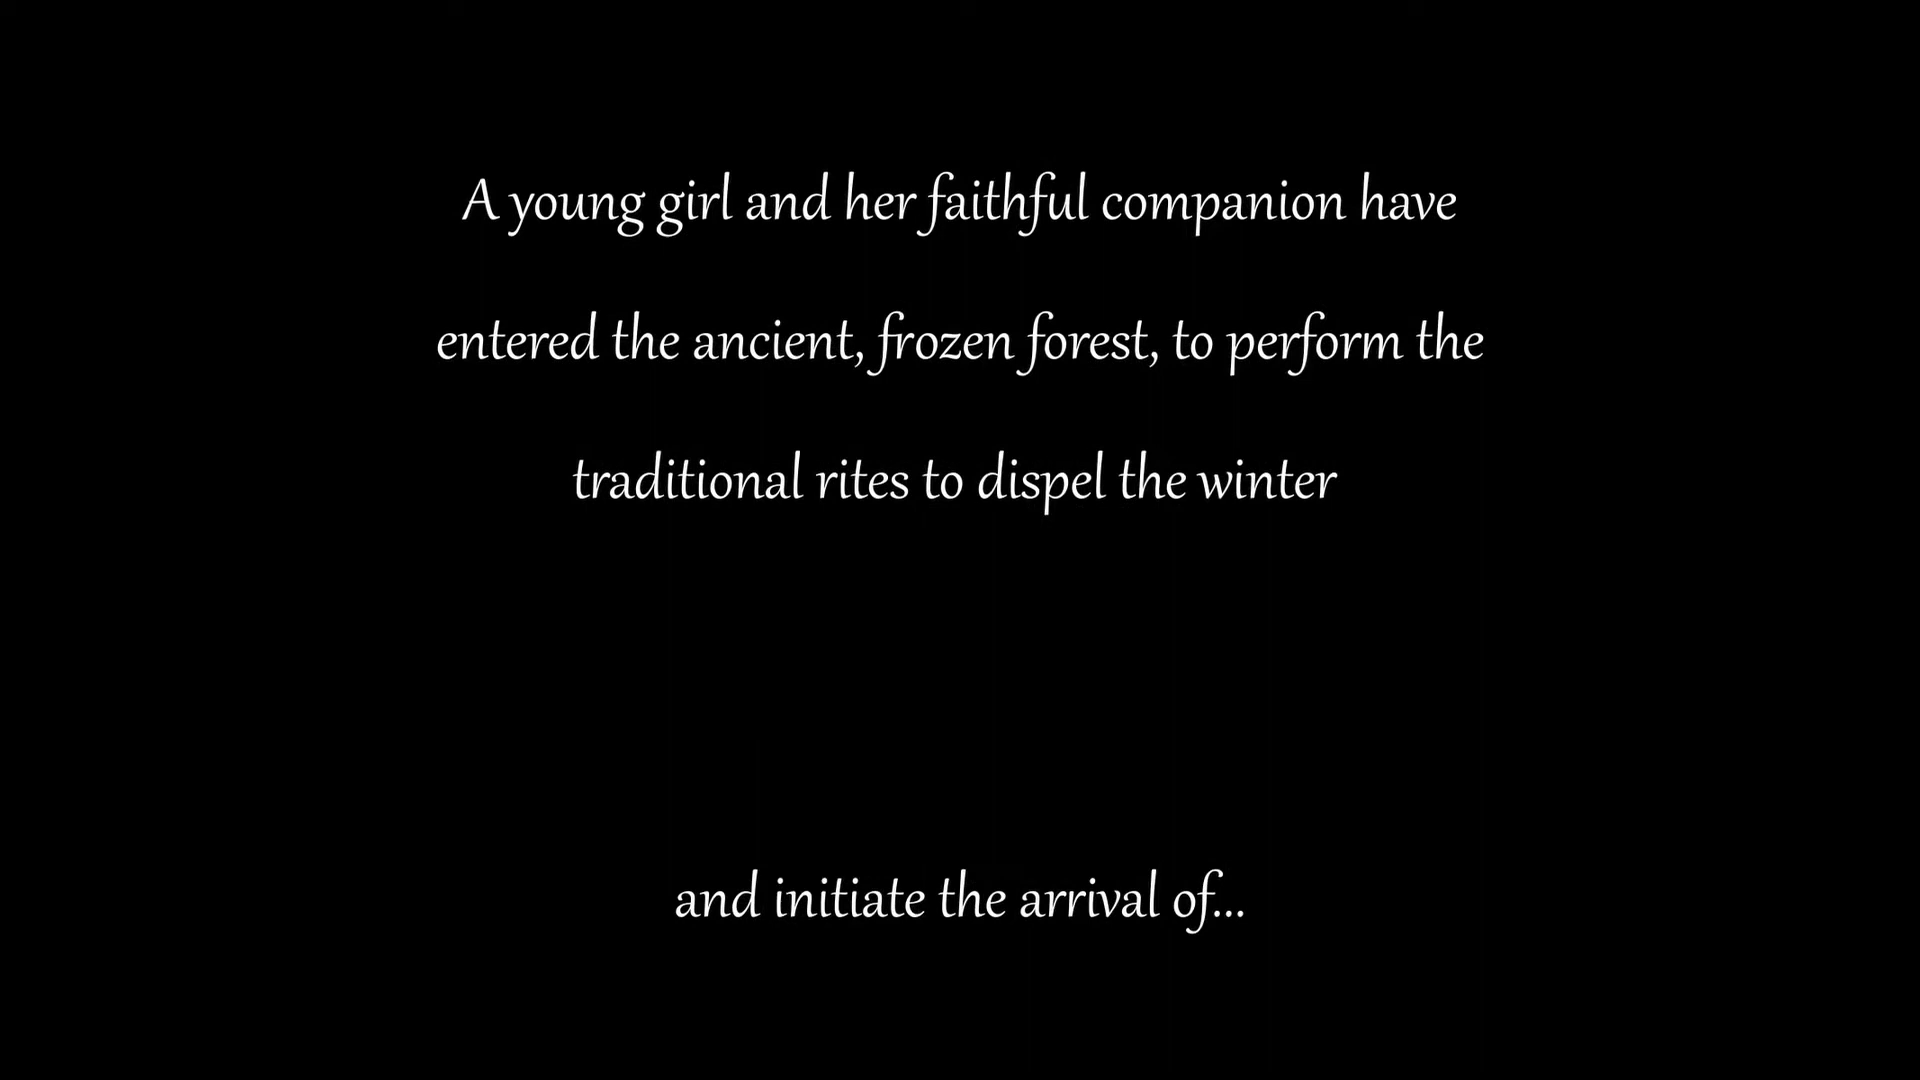 A young girl and her faithful companion have
entered the ancient, frozen forest, to perform the
traditional rites to dispel the winter
and initiate the arrival of...